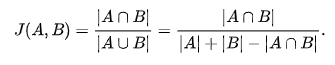 J(A, B) = |A ∩ B| / |A ∪ B| = |A ∩ B| / (|A| + |B| − |A ∩ B|).